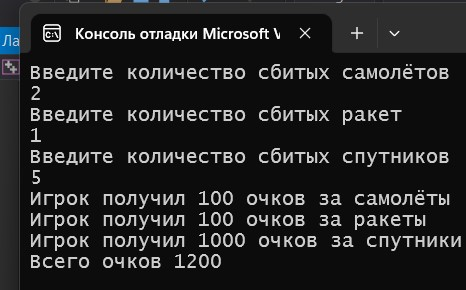 Ла
Консоль отладки Microsoft V
Введите количество сбитых самолётов
2
Введите количество сбитых ракет
1
Введите количество сбитых спутников
5
Игрок получил 100 очков за самолёты
Игрок получил 100 очков за ракеты
Игрок получил 1000 очков за спутники
Всего очков 1200